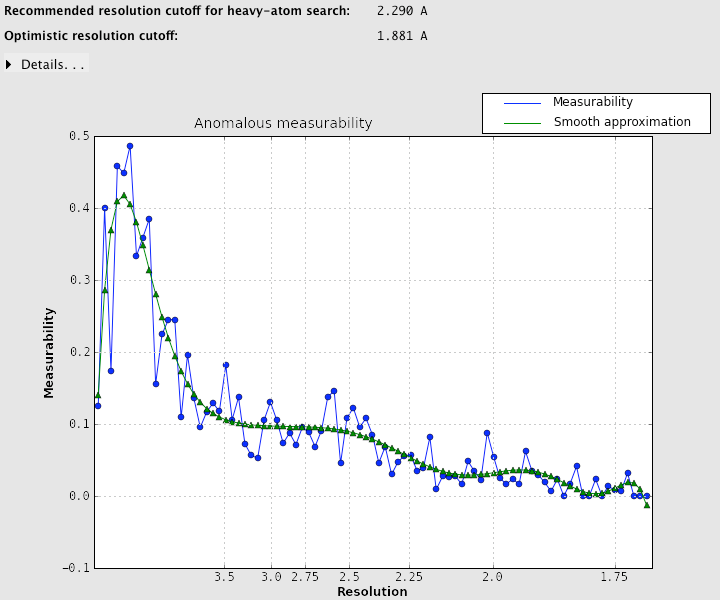 Recommended resolution cutoff for heavy-atom search: 2.290 A
Optimistic resolution cutoff: 1.881 A
Details...
Measurability
Smooth approximation
Anomalous measurability
0.5
0.4
0.3
0.2
0.1
0.0
−0.1
Measurability
3.5 3.0 2.75 2.5 2.25 2.0 1.75
Resolution